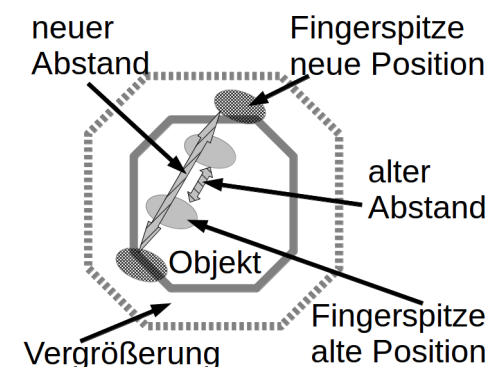 neuer
Abstand
Fingerspitze
neue Position
alter
Abstand
Objekt
Fingerspitze
alte Position
Vergrößerung